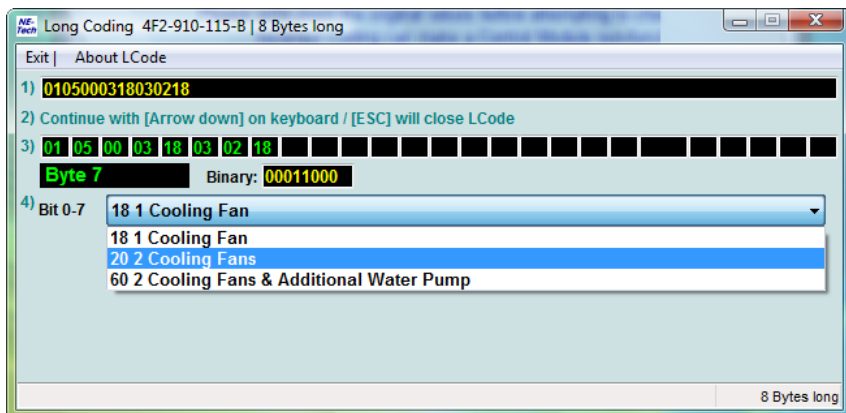 NE-Tech Long Coding 4F2-910-115-B | 8 Bytes long
Exit | About LCode
1) 0105000318030218
2) Continue with [Arrow down] on keyboard / [ESC] will close LCode
3) 01 05 00 03 18 03 02 18
Byte 7 Binary: 00011000
4) Bit 0-7 18 1 Cooling Fan
18 1 Cooling Fan
20 2 Cooling Fans
60 2 Cooling Fans & Additional Water Pump
8 Bytes long